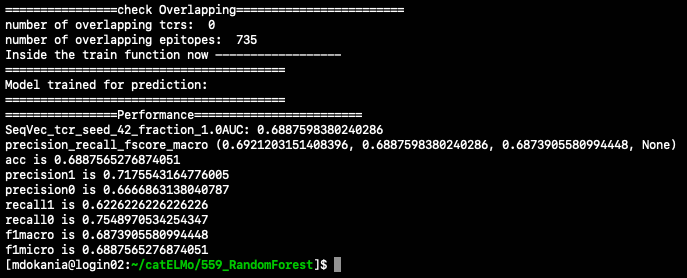 ================check Overlapping========================
number of overlapping tcrs:  0
number of overlapping epitopes:  735
Inside the train function now ------------------
========================================
Model trained for prediction:
========================================
================Performance====================
SeqVec_tcr_seed_42_fraction_1.0AUC: 0.6887598380240286
precision_recall_fscore_macro (0.6921203151408396, 0.6887598380240286, 0.6873905580994448, None)
acc is 0.6887565276874051
precision1 is 0.7175543164776005
precision0 is 0.6666863138040787
recall1 is 0.6226226226226226
recall0 is 0.7548970534254347
f1macro is 0.6873905580994448
f1micro is 0.6887565276874051
[mdokania@login02:~/catELMo/559_RandomForest]$